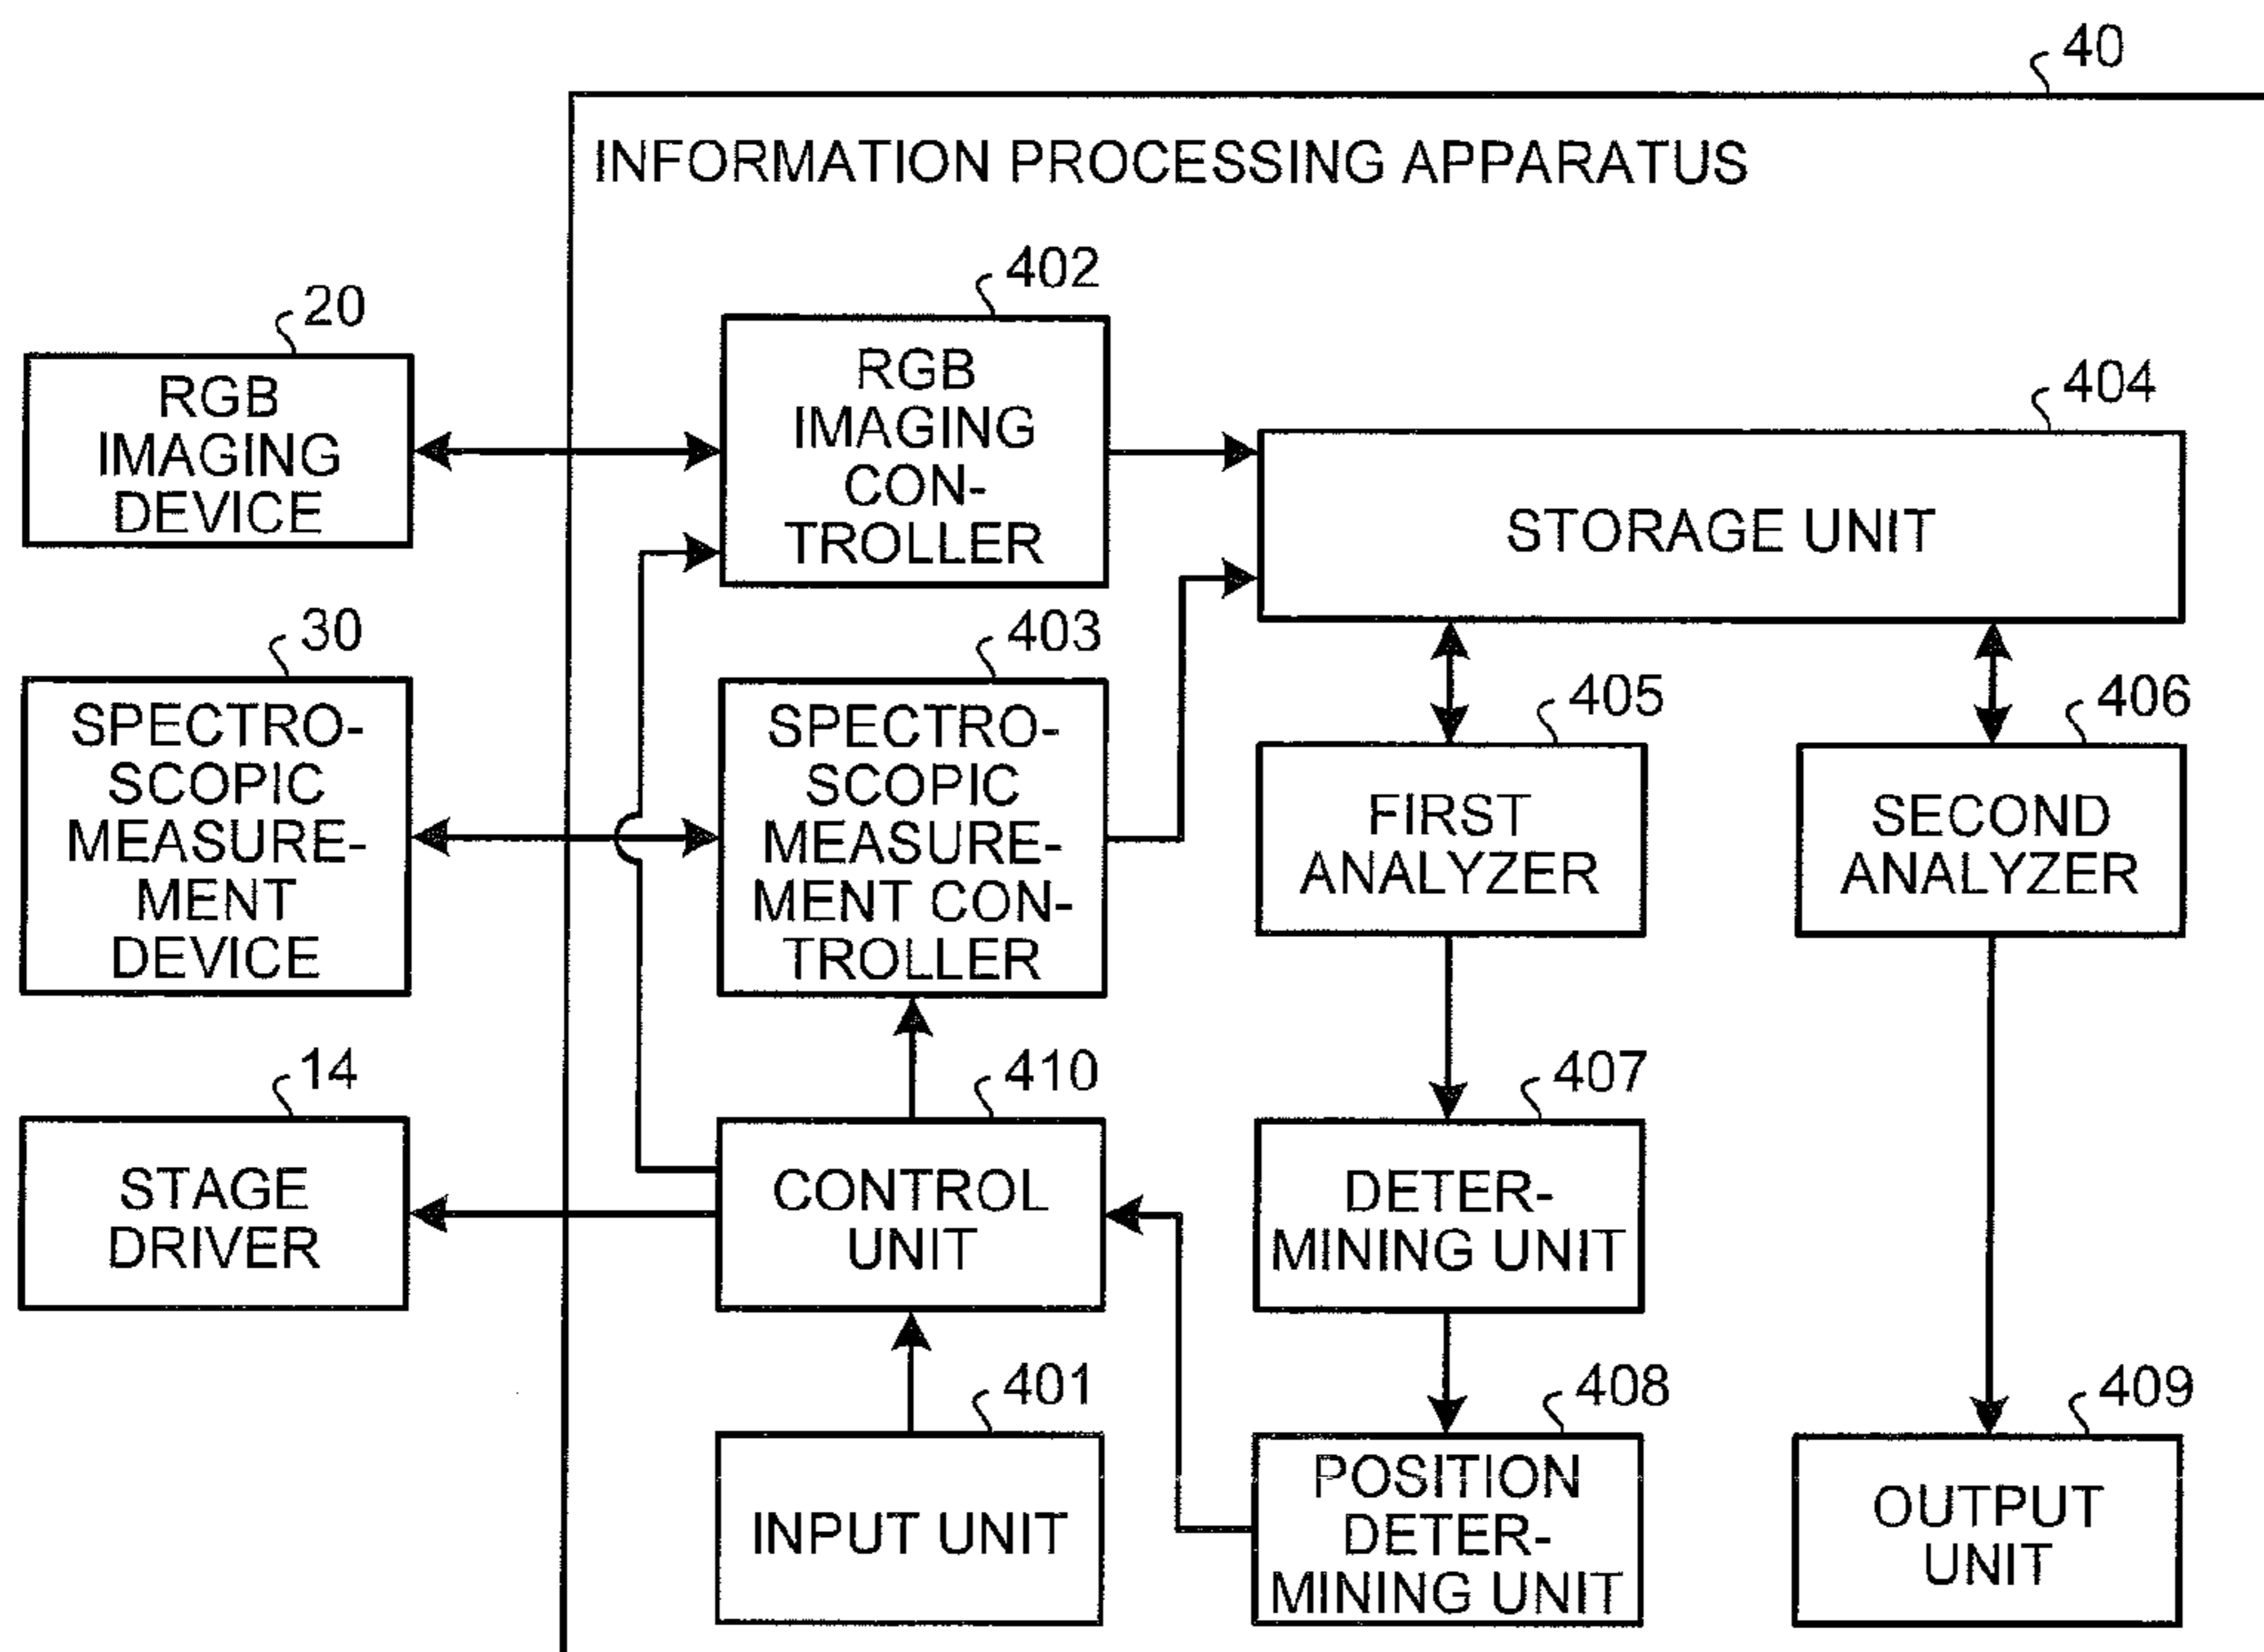 40
INFORMATION PROCESSING APPARATUS
20
RGB
IMAGING
DEVICE
402
RGB
IMAGING
CON-
TROLLER
404
STORAGE UNIT
30
SPECTRO-
SCOPIC
MEASURE-
MENT
DEVICE
403
SPECTRO-
SCOPIC
MEASURE-
MENT CON-
TROLLER
405
FIRST
ANALYZER
406
SECOND
ANALYZER
14
STAGE
DRIVER
410
CONTROL
UNIT
407
DETER-
MINING UNIT
401
INPUT UNIT
408
POSITION
DETER-
MINING UNIT
409
OUTPUT
UNIT